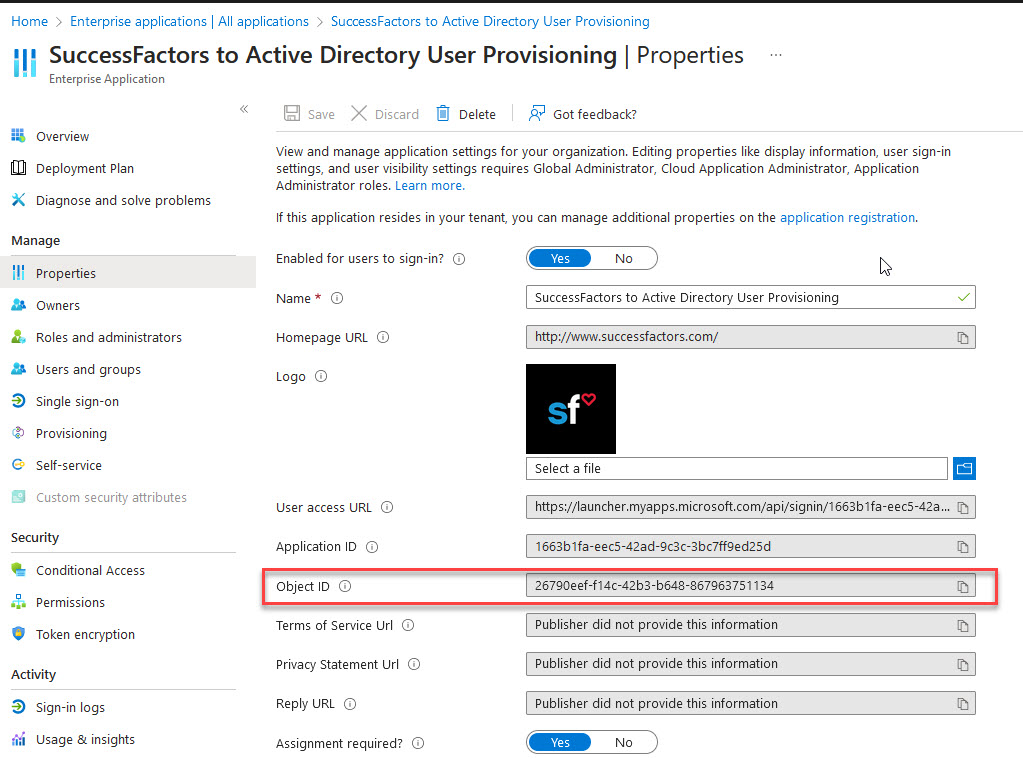 Home > Enterprise applications | All applications > SuccessFactors to Active Directory User Provisioning
SuccessFactors to Active Directory User Provisioning | Properties ...
Enterprise Application
«
Overview
Deployment Plan
Diagnose and solve problems
Manage
Properties
Owners
Roles and administrators
Users and groups
Single sign-on
Provisioning
Self-service
Custom security attributes
Security
Conditional Access
Permissions
Token encryption
Activity
Sign-in logs
Usage & insights
Save Discard Delete Got feedback?
View and manage application settings for your organization. Editing properties like display information, user sign-in
settings, and user visibility settings requires Global Administrator, Cloud Application Administrator, Application
Administrator roles. Learn more.
If this application resides in your tenant, you can manage additional properties on the application registration.
Enabled for users to sign-in? Yes No
Name * SuccessFactors to Active Directory User Provisioning
Homepage URL http://www.successfactors.com/
Logo
sf
Select a file
User access URL https://launcher.myapps.microsoft.com/api/signin/1663b1fa-eec5-42a...
Application ID 1663b1fa-eec5-42ad-9c3c-3bc7ff9ed25d
Object ID 26790eef-f14c-42b3-b648-867963751134
Terms of Service Url Publisher did not provide this information
Privacy Statement Url Publisher did not provide this information
Reply URL Publisher did not provide this information
Assignment required? Yes No